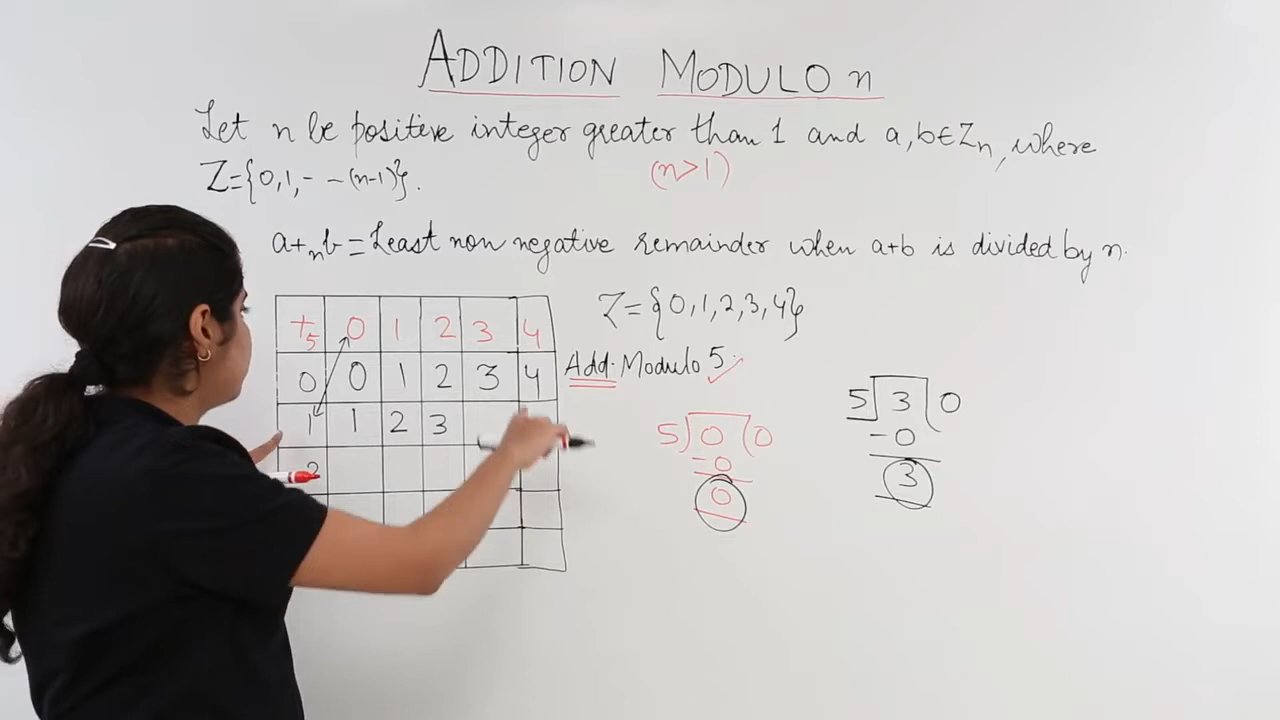 ADDITION MODULO n
Let n be positive integer greater than 1 and a, b ∈ Zn, where
(n>1)
Z={0,1,- -(n-1)}.
a+nb = Least non negative remainder when a+b is divided by n.
Z={0,1,2,3,4}
Add. Modulo 5:
+5 0 1 2 3 4
0 0 1 2 3 4
1 1 2 3
2
5) 0 (0
-0
0
5) 3 (0
-0
3